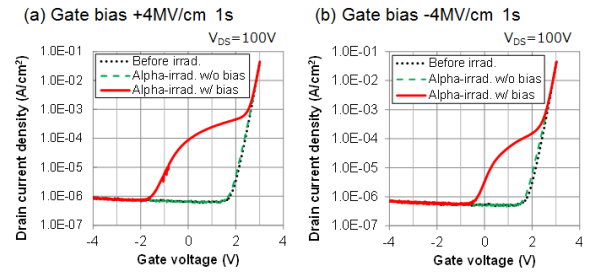 (a) Gate bias +4MV/cm 1s
V_DS=100V
Drain current density (A/cm²)
1.0E-01
1.0E-02
1.0E-03
1.0E-04
1.0E-05
1.0E-06
1.0E-07
Before irrad.
Alpha-irrad. w/o bias
Alpha-irrad. w/ bias
-4 -2 0 2 4
Gate voltage (V)
(b) Gate bias -4MV/cm 1s
V_DS=100V
Drain current density (A/cm²)
1.0E-01
1.0E-02
1.0E-03
1.0E-04
1.0E-05
1.0E-06
1.0E-07
Before irrad.
Alpha-irrad. w/o bias
Alpha-irrad. w/ bias
-4 -2 0 2 4
Gate voltage (V)